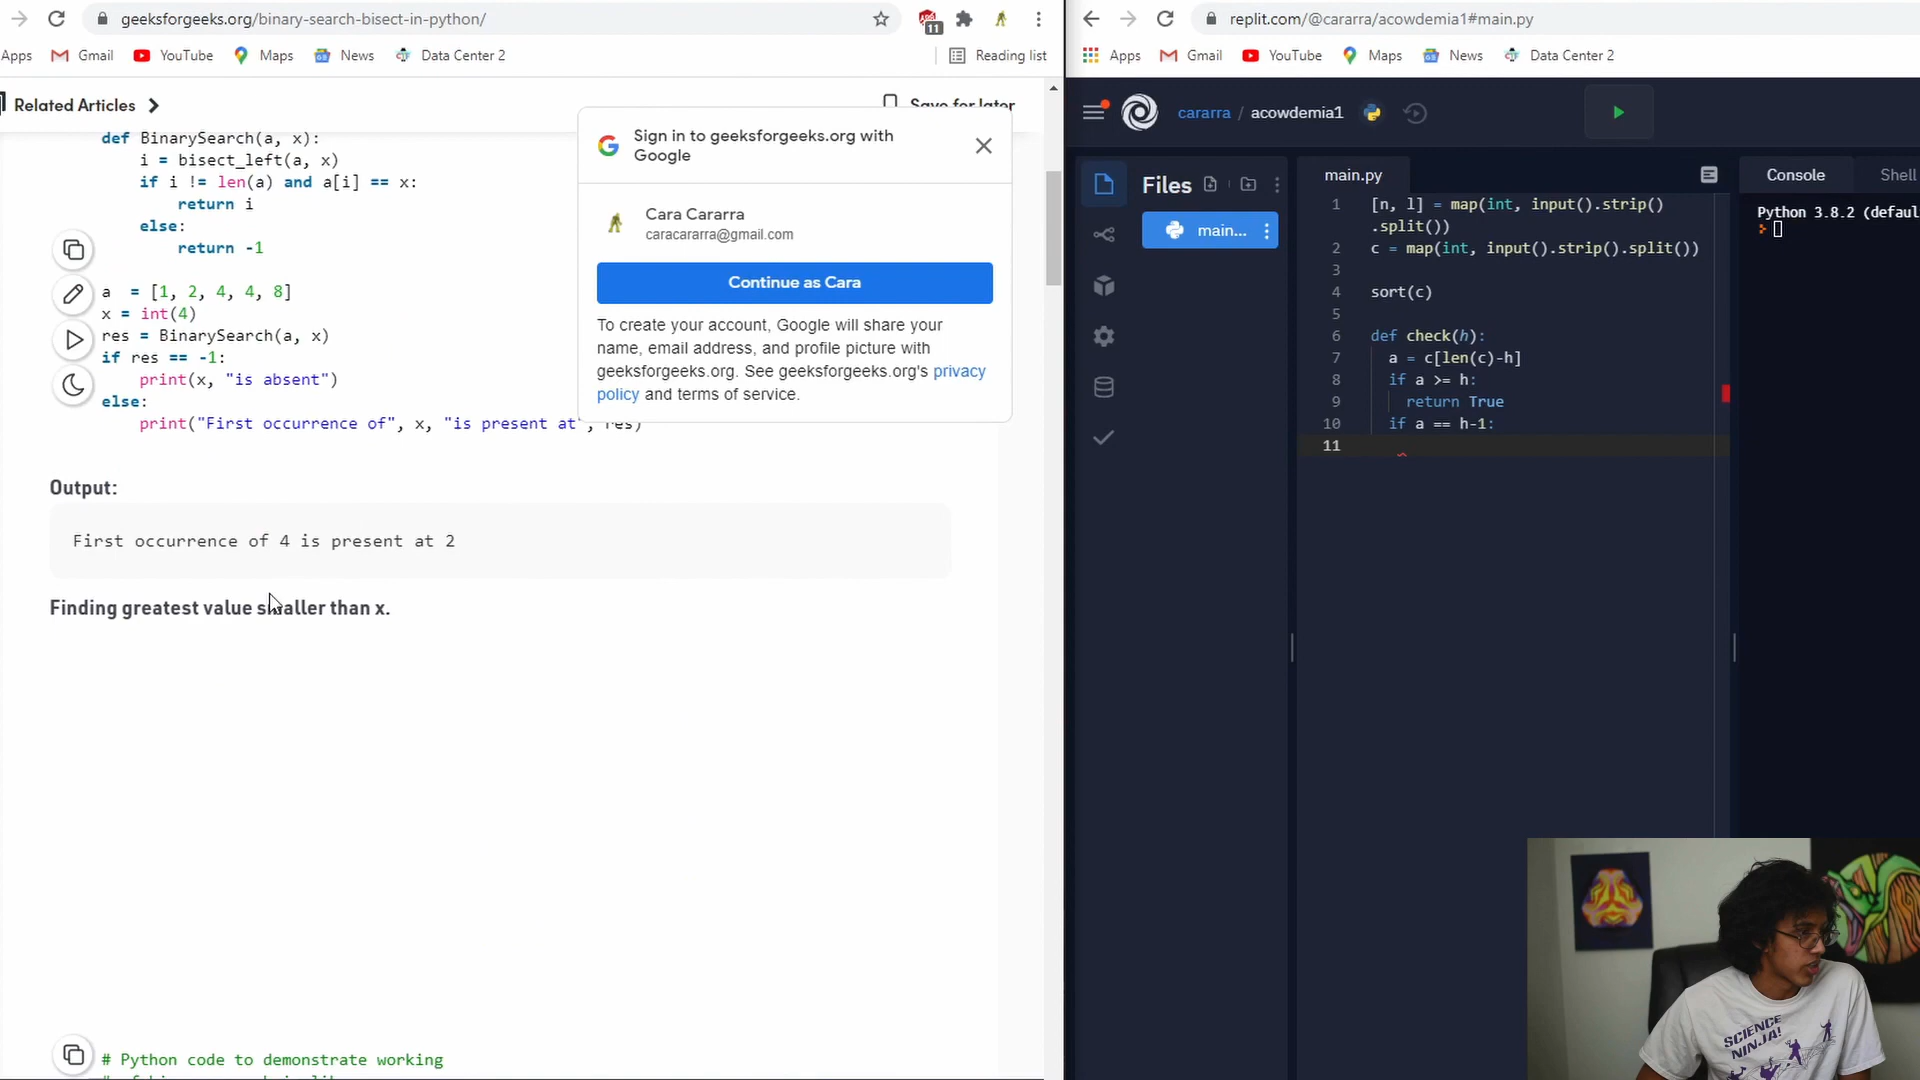 geeksforgeeks.org/binary-search-bisect-in-python/
11
Apps Gmail YouTube Maps News Data Center 2 Reading list
Related Articles
Save for later
def BinarySearch(a, x):
i = bisect_left(a, x)
if i != len(a) and a[i] == x:
return i
else:
return -1
a = [1, 2, 4, 4, 8]
x = int(4)
res = BinarySearch(a, x)
if res == -1:
print(x, "is absent")
else:
print("First occurrence of", x, "is present at", res)
Sign in to geeksforgeeks.org with
Google
Cara Cararra
caracararra@gmail.com
Continue as Cara
To create your account, Google will share your
name, email address, and profile picture with
geeksforgeeks.org. See geeksforgeeks.org's privacy
policy and terms of service.
Output:
First occurrence of 4 is present at 2
Finding greatest value smaller than x.
# Python code to demonstrate working
replit.com/@cararra/acowdemia1#main.py
Apps Gmail YouTube Maps News Data Center 2
cararra / acowdemia1
Files
main...
main.py
1 [n, l] = map(int, input().strip()
.split())
2 c = map(int, input().strip().split())
3
4 sort(c)
5
6 def check(h):
7 a = c[len(c)-h]
8 if a >= h:
9 return True
10 if a == h-1:
11
Console Shell
Python 3.8.2 (defaul
SCIENCE
NINJA!